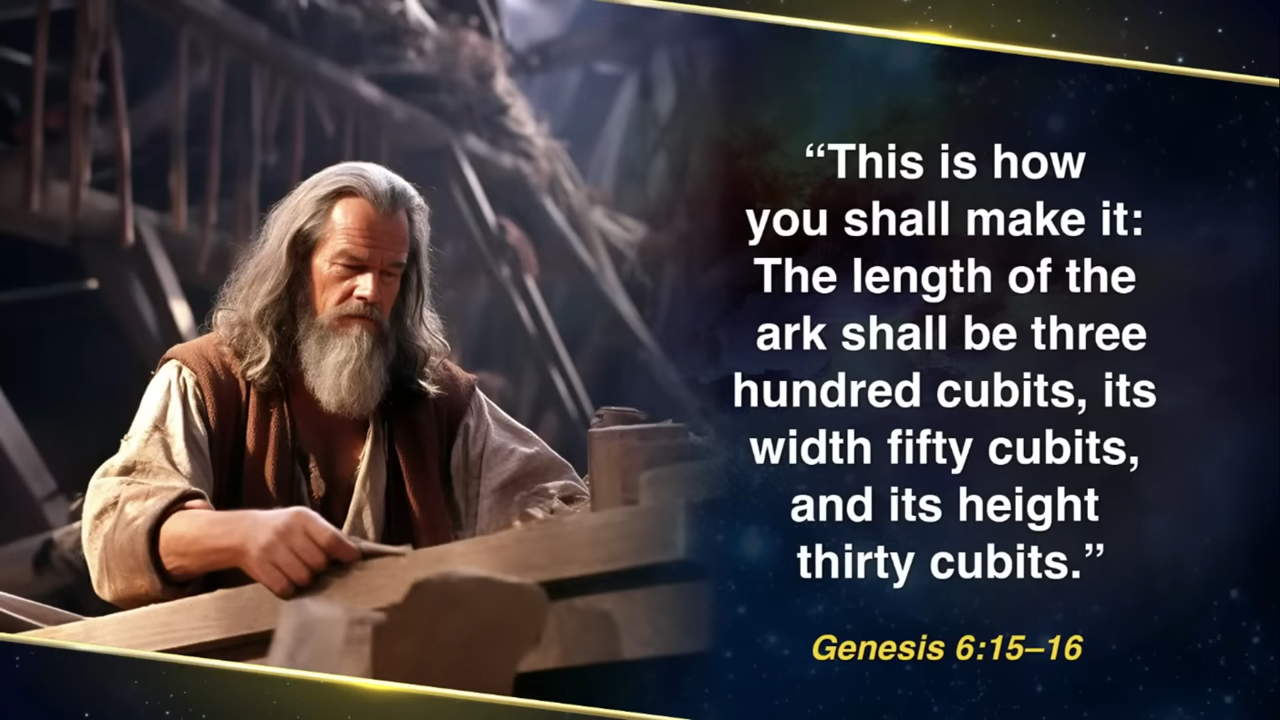 “This is how
you shall make it:
The length of the
ark shall be three
hundred cubits, its
width fifty cubits,
and its height
thirty cubits.”
Genesis 6:15–16